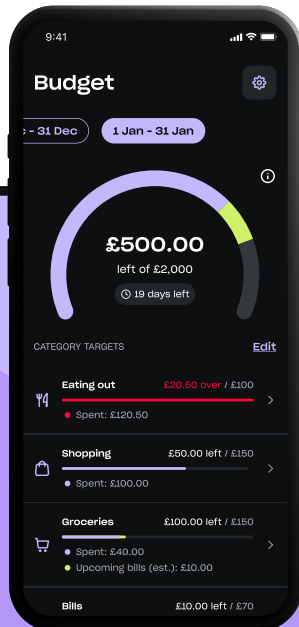 9:41
Budget
c - 31 Dec
1 Jan - 31 Jan
£500.00
left of £2,000
19 days left
CATEGORY TARGETS
Edit
Eating out £20.50 over / £100
Spent: £120.50
Shopping £50.00 left / £150
Spent: £100.00
Groceries £100.00 left / £150
Spent: £40.00
Upcoming bills (est.): £10.00
Bills £10.00 left / £70